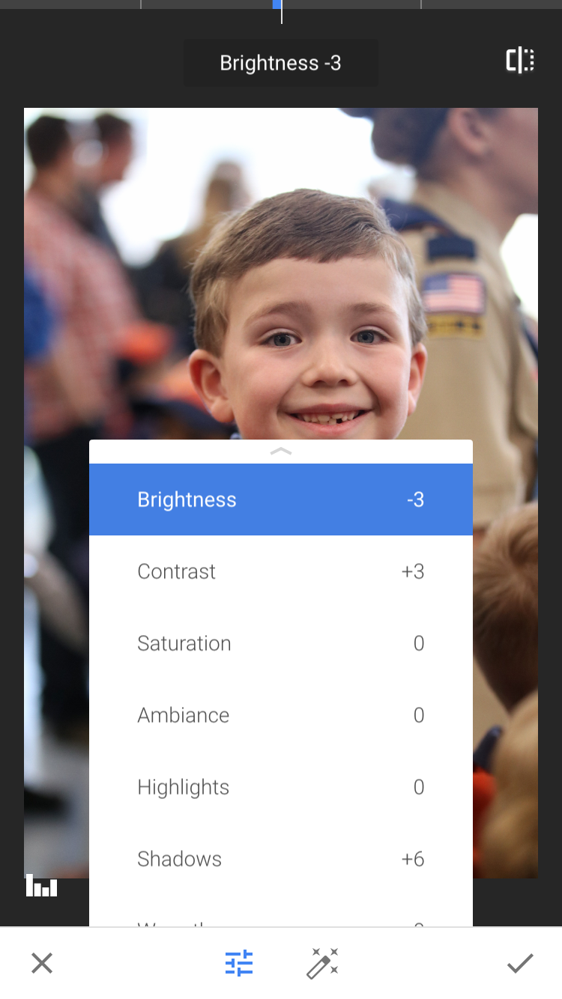 Brightness -3
Brightness -3
Contrast +3
Saturation 0
Ambiance 0
Highlights 0
Shadows +6